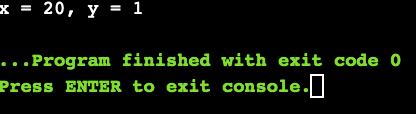 x = 20, y = 1
...Program finished with exit code 0
Press ENTER to exit console.